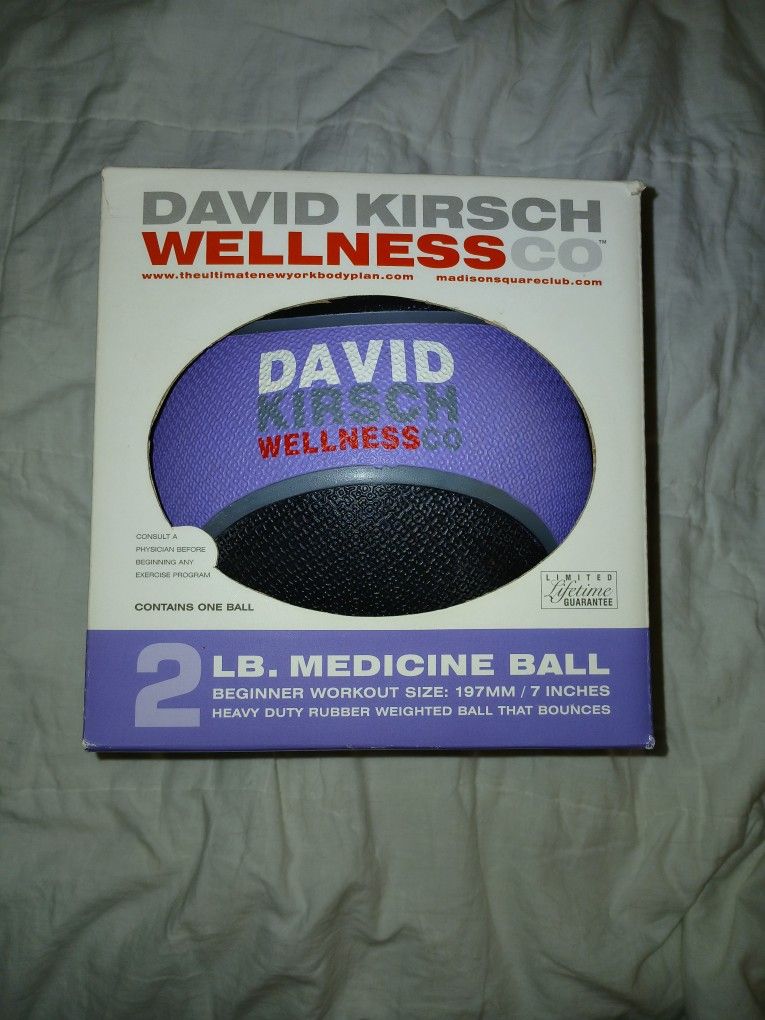 DAVID KIRSCH
WELLNESSCO™
www.theultimatenewyorkbodyplan.com madisonsquareclub.com
DAVID
KIRSCH
WELLNESSCO
CONSULT A
PHYSICIAN BEFORE
BEGINNING ANY
EXERCISE PROGRAM
CONTAINS ONE BALL
LIMITED
Lifetime
GUARANTEE
2 LB. MEDICINE BALL
BEGINNER WORKOUT SIZE: 197MM / 7 INCHES
HEAVY DUTY RUBBER WEIGHTED BALL THAT BOUNCES